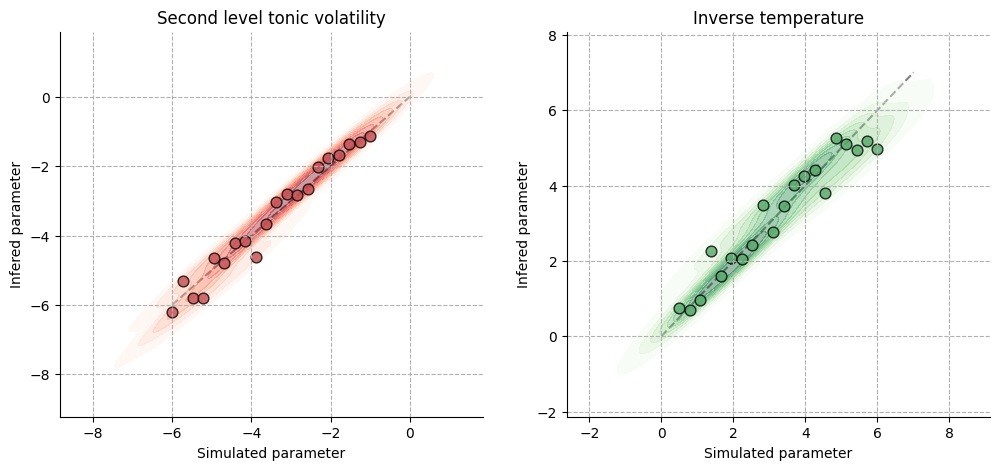 Second level tonic volatility
Infered parameter
0
−2
−4
−6
−8
−8 −6 −4 −2 0
Simulated parameter
Inverse temperature
Infered parameter
8
6
4
2
0
−2
−2 0 2 4 6 8
Simulated parameter